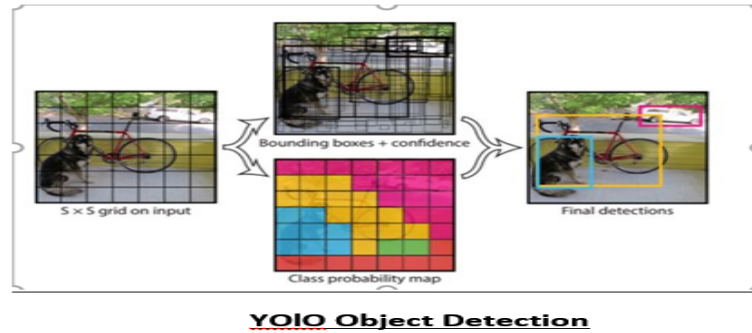 Bounding boxes + confidence
S × S grid on input
Final detections
Class probability map
YOlO Object Detection